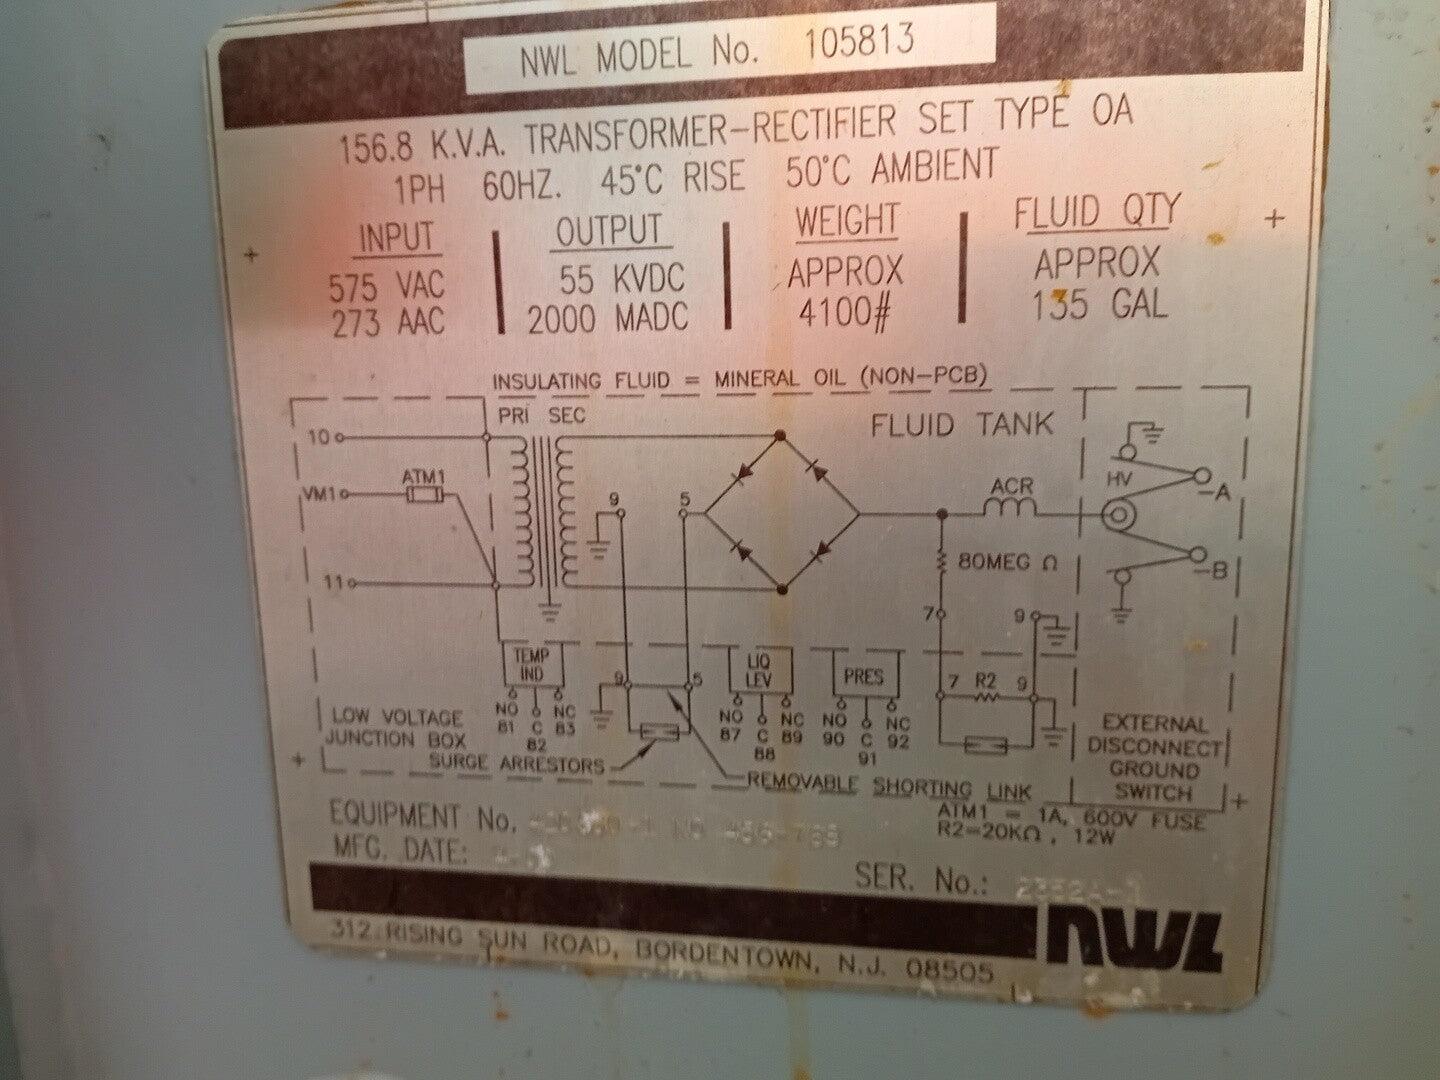 NWL MODEL No. 105813
156.8 K.V.A. TRANSFORMER-RECTIFIER SET TYPE OA
1PH 60HZ. 45°C RISE 50°C AMBIENT
INPUT OUTPUT WEIGHT FLUID QTY
575 VAC 55 KVDC APPROX APPROX
273 AAC 2000 MADC 4100# 135 GAL
INSULATING FLUID = MINERAL OIL (NON-PCB)
PRI SEC FLUID TANK
10
ATM1 ACR HV
VM1 9 5 -A
80MEG Ω -B
11
7 9
TEMP IND LIQ LEV PRES
9 5 7 R2 9
NO C NC NO C NC NO C NC
81 82 83 87 88 89 90 91 92
LOW VOLTAGE
JUNCTION BOX
SURGE ARRESTORS
REMOVABLE SHORTING LINK
EXTERNAL
DISCONNECT
GROUND
SWITCH
ATM1 = 1A, 600V FUSE
R2=20KΩ, 12W
EQUIPMENT No.
MFG. DATE:
SER. No.:
NWL
312 RISING SUN ROAD, BORDENTOWN, N.J. 08505